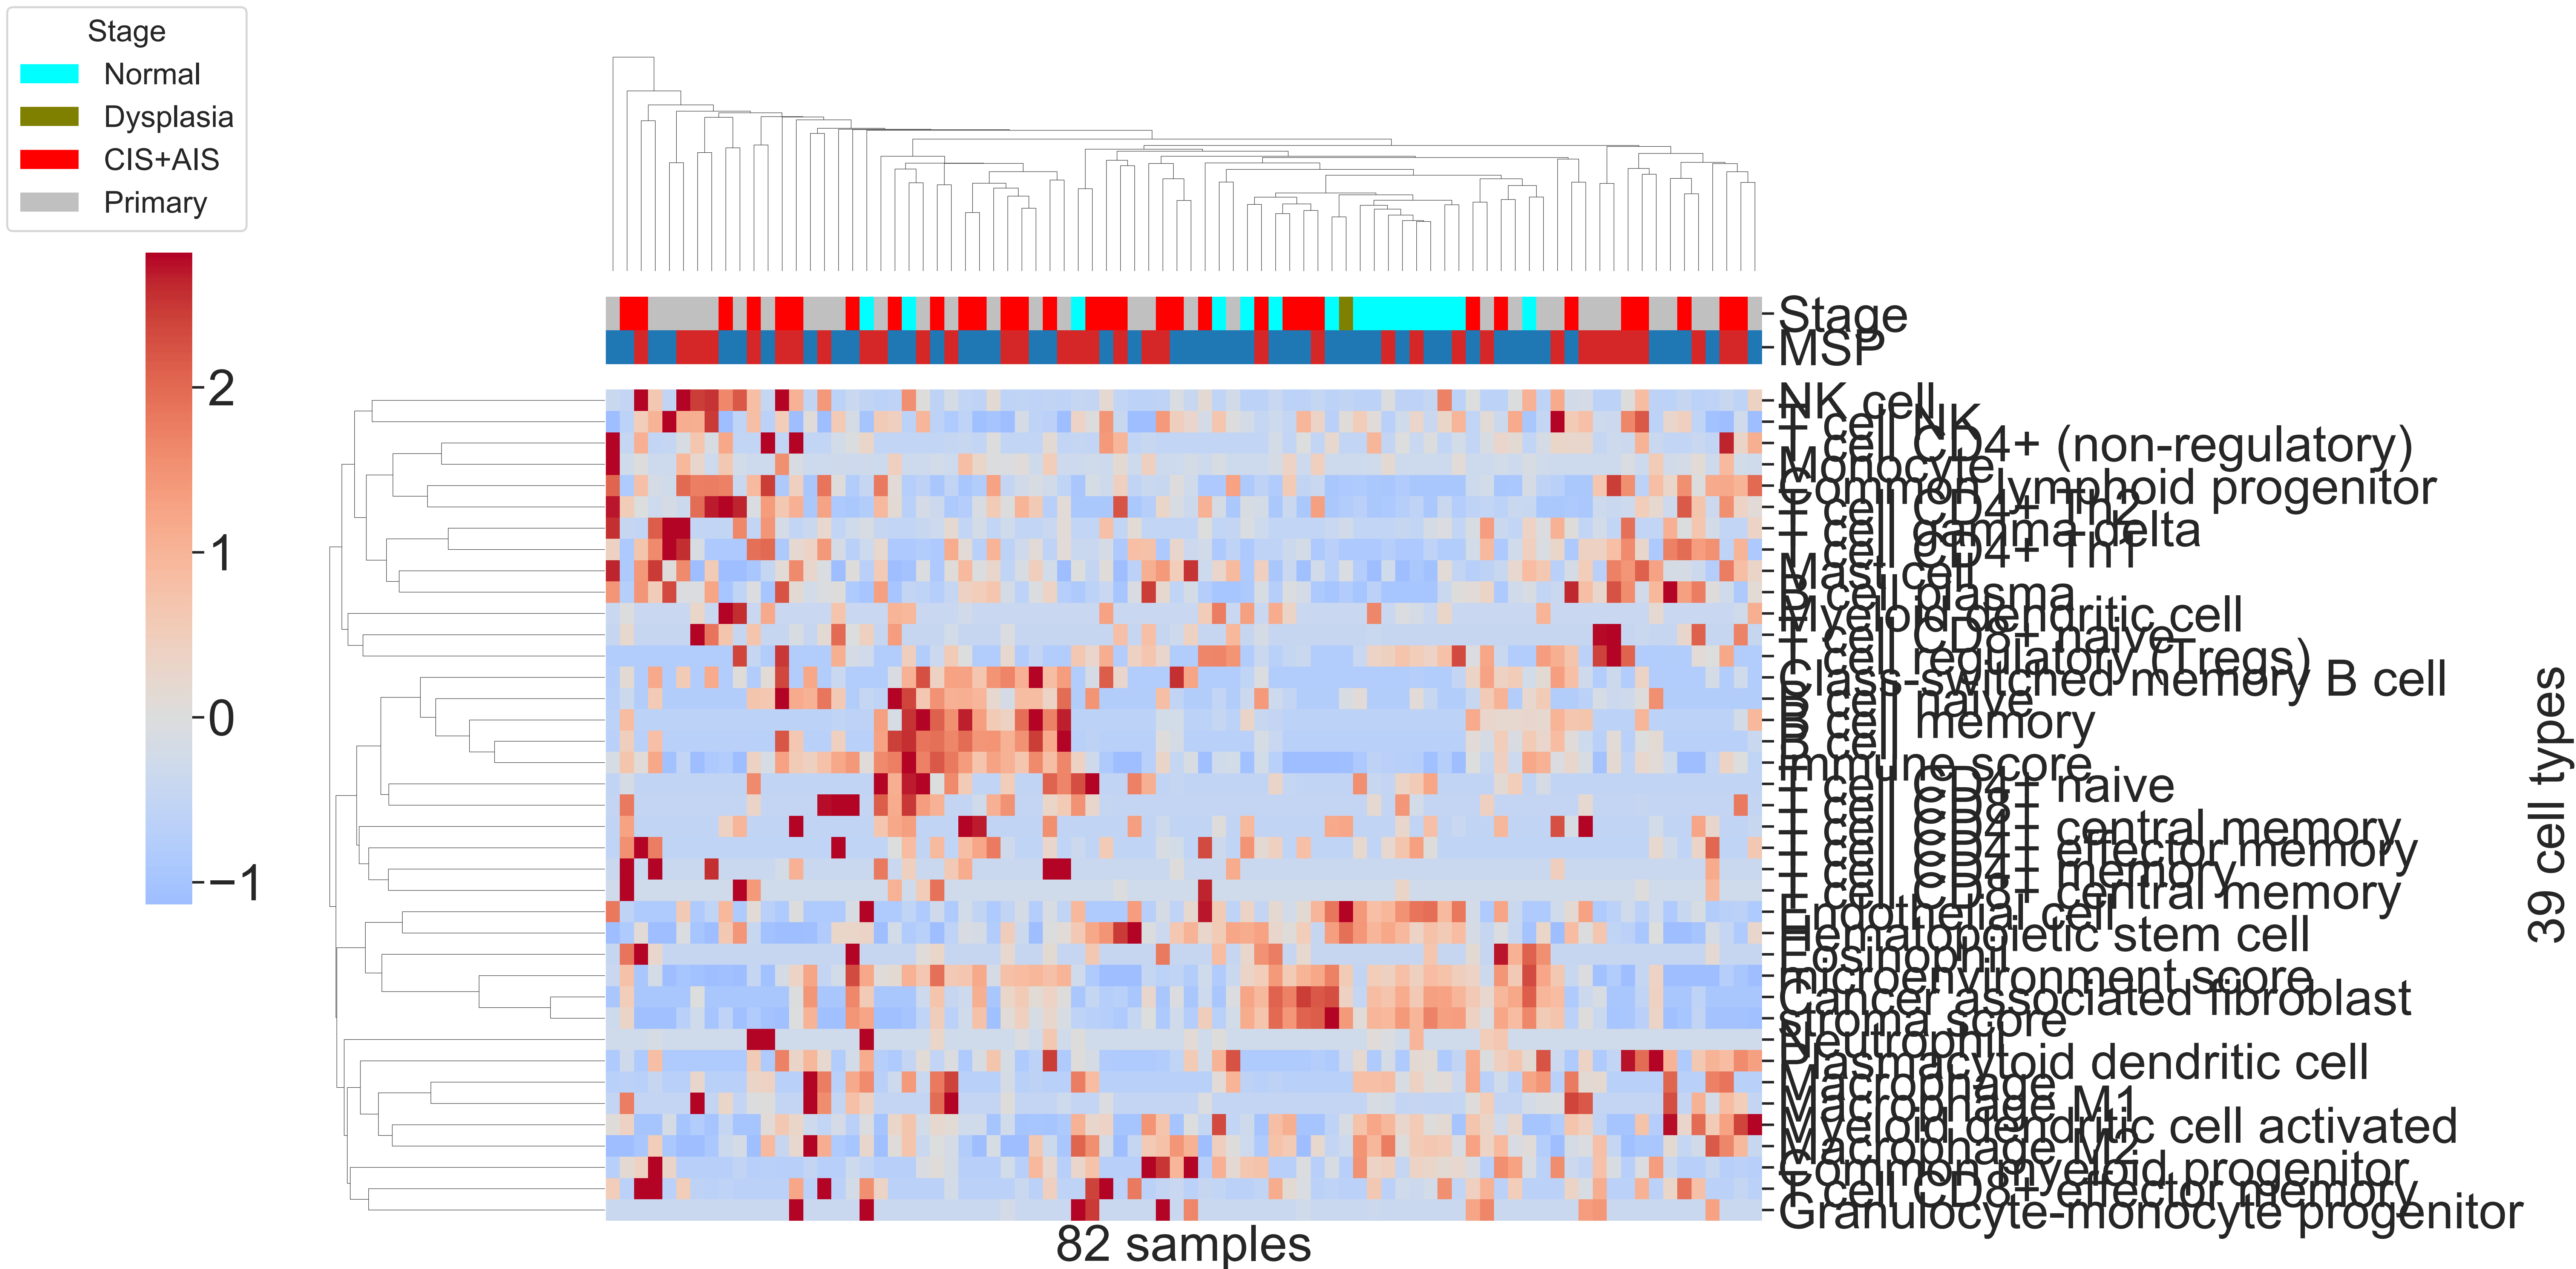 Stage
Normal
Dysplasia
CIS+AIS
Primary
2
1
0
−1
Stage
MSP
NK cell
T cell NK
T cell CD4+ (non-regulatory)
Monocyte
Common lymphoid progenitor
T cell CD4+ Th2
T cell gamma delta
T cell CD4+ Th1
Mast cell
B cell plasma
Myeloid dendritic cell
T cell CD8+ naive
T cell regulatory (Tregs)
Class-switched memory B cell
B cell naive
B cell memory
B cell
immune score
T cell CD4+ naive
T cell CD8+
T cell CD4+ central memory
T cell CD4+ effector memory
T cell CD4+ memory
T cell CD8+ central memory
Endothelial cell
Hematopoietic stem cell
Eosinophil
microenvironment score
Cancer associated fibroblast
stroma score
Neutrophil
Plasmacytoid dendritic cell
Macrophage
Macrophage M1
Myeloid dendritic cell activated
Macrophage M2
Common myeloid progenitor
T cell CD8+ effector memory
Granulocyte-monocyte progenitor
39 cell types
82 samples